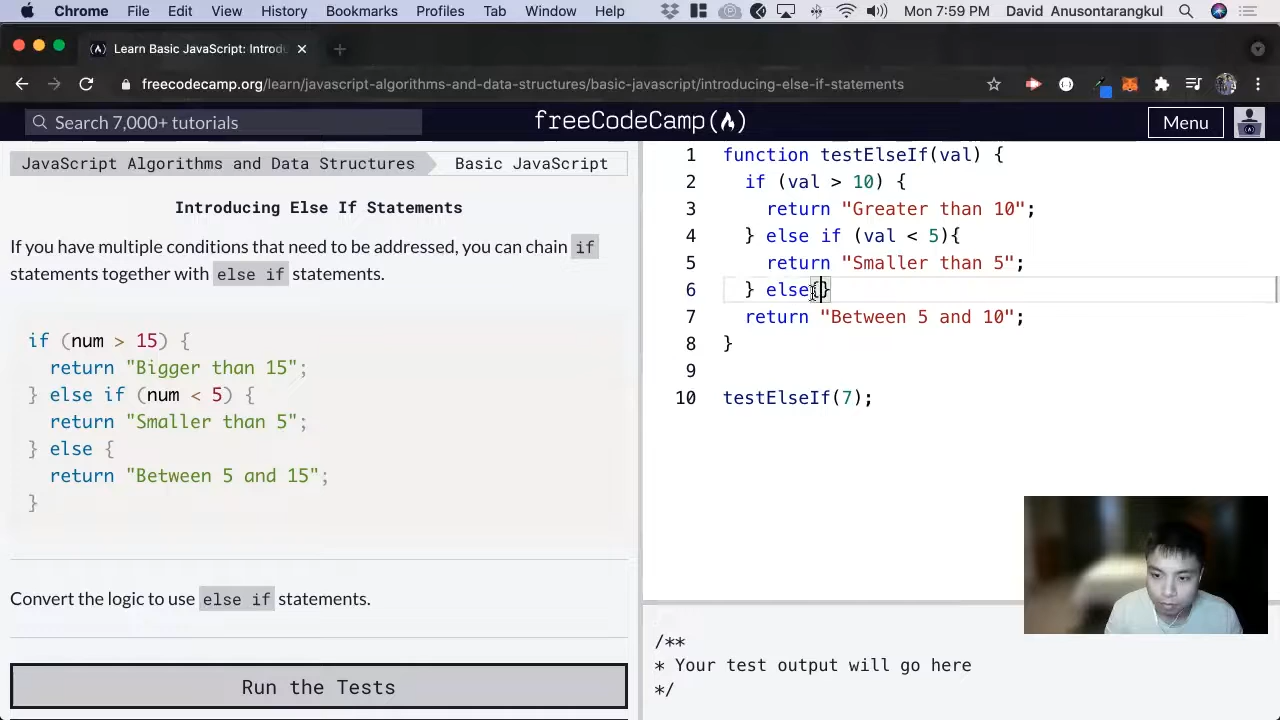 Chrome File Edit View History Bookmarks Profiles Tab Window Help Mon 7:59 PM David Anusontarangkul
Learn Basic JavaScript: Introdu
freecodecamp.org/learn/javascript-algorithms-and-data-structures/basic-javascript/introducing-else-if-statements
Search 7,000+ tutorials
freeCodeCamp(🔥)
Menu
JavaScript Algorithms and Data Structures
Basic JavaScript
Introducing Else If Statements
If you have multiple conditions that need to be addressed, you can chain if
statements together with else if statements.
if (num > 15) {
return "Bigger than 15";
} else if (num < 5) {
return "Smaller than 5";
} else {
return "Between 5 and 15";
}
Convert the logic to use else if statements.
Run the Tests
1 function testElseIf(val) {
2 if (val > 10) {
3 return "Greater than 10";
4 } else if (val < 5){
5 return "Smaller than 5";
6 } else{}
7 return "Between 5 and 10";
8 }
9
10 testElseIf(7);
/**
* Your test output will go here
*/